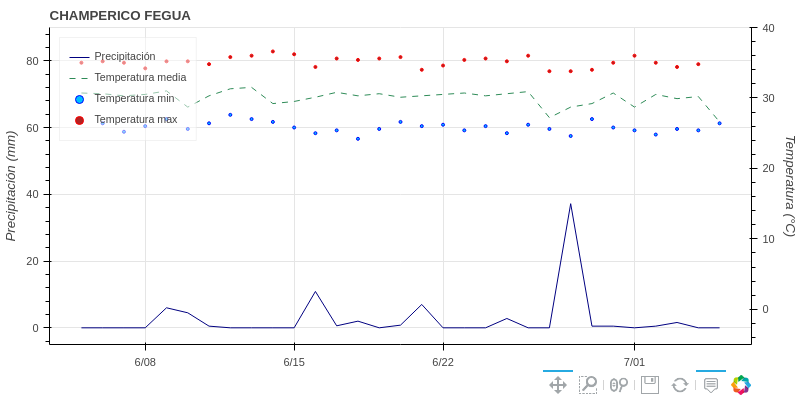 CHAMPERICO FEGUA
Precipitación
Temperatura media
Temperatura min
Temperatura max
Precipitación (mm)
80
60
40
20
0
Temperatura (°C)
40
30
20
10
0
6/08
6/15
6/22
7/01